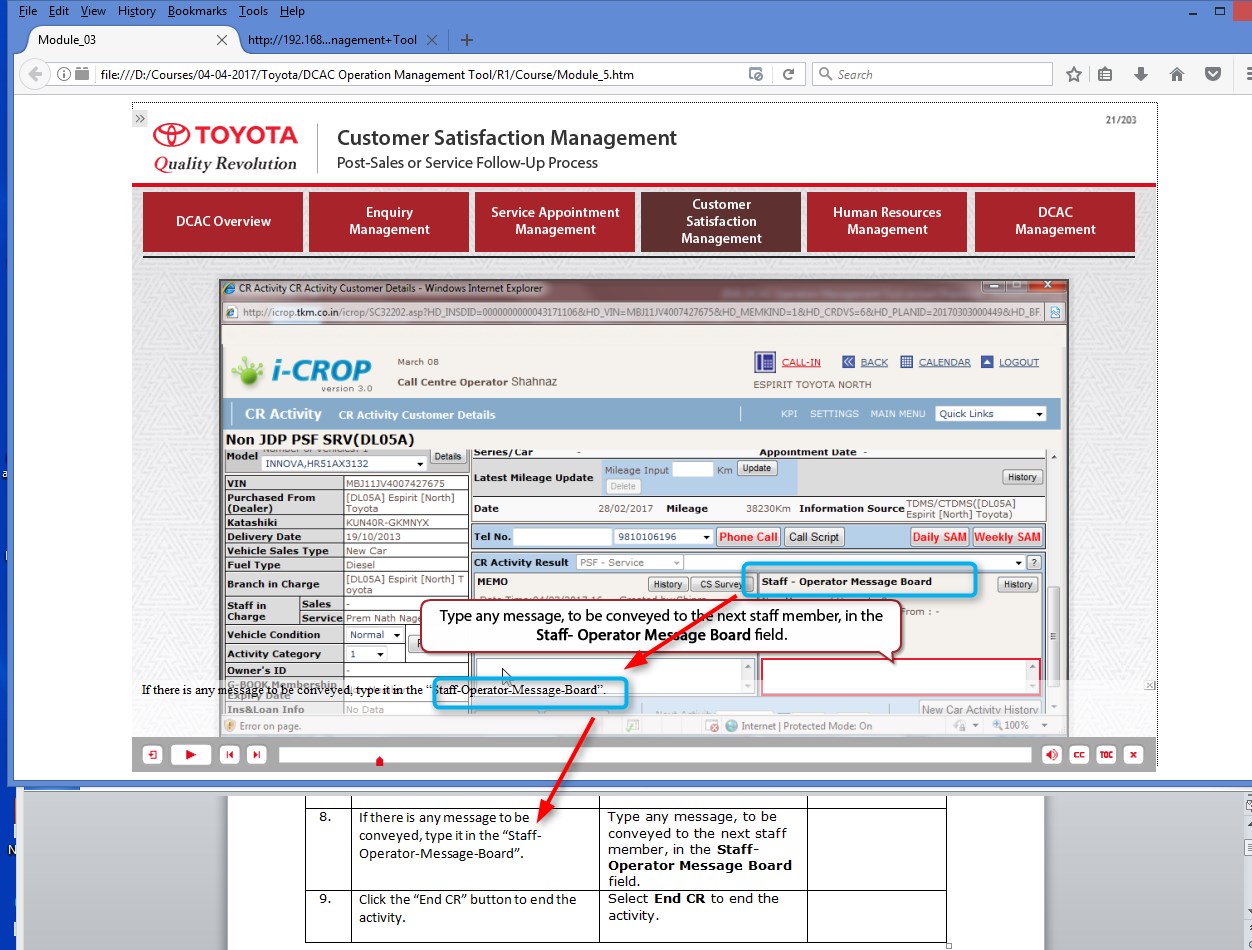 File Edit View History Bookmarks Tools Help
Module_03
http://192.168...nagement+Tool
file:///D:/Courses/04-04-2017/Toyota/DCAC Operation Management Tool/R1/Course/Module_5.htm
Search
21/203
TOYOTA
Quality Revolution
Customer Satisfaction Management
Post-Sales or Service Follow-Up Process
DCAC Overview
Enquiry
Management
Service Appointment
Management
Customer
Satisfaction
Management
Human Resources
Management
DCAC
Management
CR Activity CR Activity Customer Details - Windows Internet Explorer
http://icrop.tkm.co.in/icrop/SC32202.asp?HD_INSDID=0000000000043171106&HD_VIN=MBJ11JV4007427675&HD_MEMKIND=1&HD_CRDVS=6&HD_PLANID=20170303000449&HD_BF
i-CROP
version 3.0
March 08
Call Centre Operator Shahnaz
CALL-IN BACK CALENDAR LOGOUT
ESPIRIT TOYOTA NORTH
CR Activity CR Activity Customer Details
KPI SETTINGS MAIN MENU Quick Links
Non JDP PSF SRV(DL05A)
Model
INNOVA,HR51AX3132
Details
VIN MBJ11JV4007427675
Purchased From
(Dealer)
[DL05A] Espirit [North]
Toyota
Katashiki KUN40R-GKMNYX
Delivery Date 19/10/2013
Vehicle Sales Type New Car
Fuel Type Diesel
Branch in Charge
[DL05A] Espirit [North] T
oyota
Staff in
Charge
Sales -
Service Prem Nath Nage
Vehicle Condition Normal
Activity Category 1
Owner's ID -
G-BOOK Membership
Expiry Date
Ins&Loan Info No Data
Series/Car -
Appointment Date -
Latest Mileage Update
Mileage Input Km Update
Delete
History
Date 28/02/2017 Mileage 38230Km Information Source
TDMS/CTDMS([DL05A]
Espirit [North] Toyota)
Tel No. 9810106196 Phone Call Call Script Daily SAM Weekly SAM
CR Activity Result PSF - Service ?
MEMO History CS Survey
Staff - Operator Message Board History
From : -
Type any message, to be conveyed to the next staff member, in the
Staff- Operator Message Board field.
If there is any message to be conveyed, type it in the “Staff-Operator-Message-Board”.
New Car Activity History
Error on page.
Internet | Protected Mode: On
100%
CC
TOC
8.
If there is any message to be
conveyed, type it in the “Staff-
Operator-Message-Board”.
Type any message, to be
conveyed to the next staff
member, in the Staff-
Operator Message Board
field.
9.
Click the “End CR” button to end the
activity.
Select End CR to end the
activity.